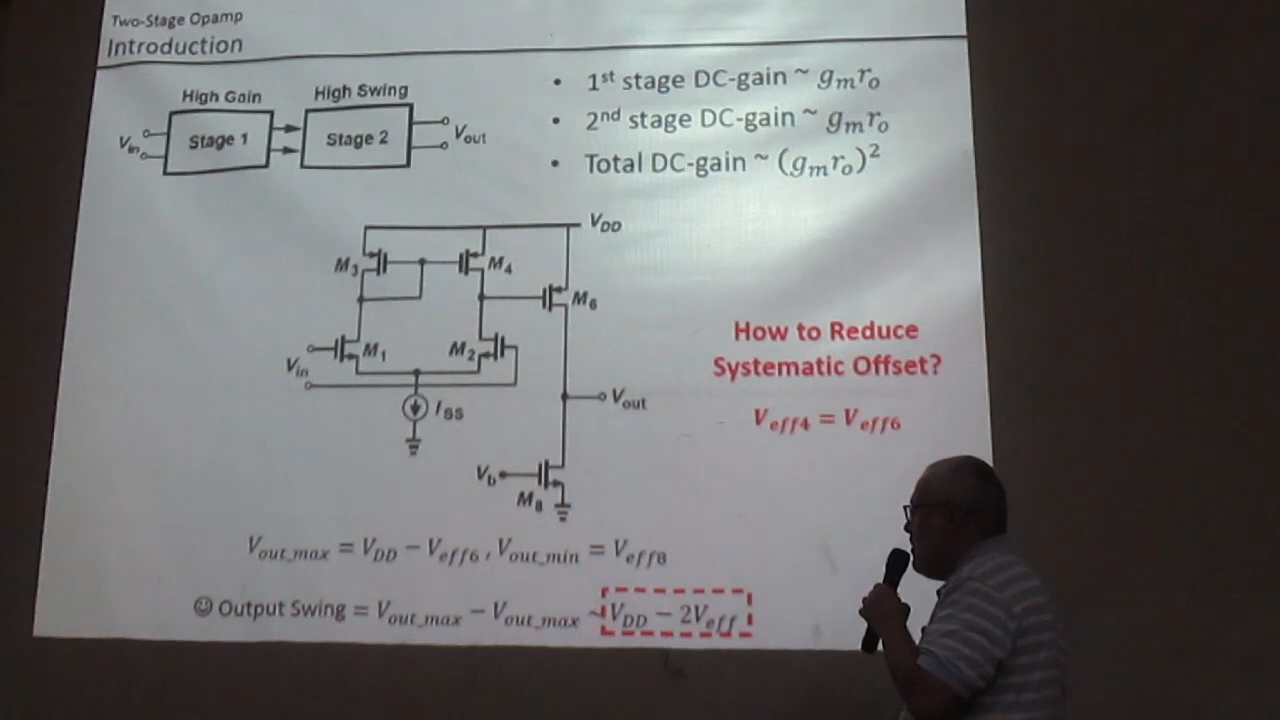 Two-Stage Opamp
Introduction
High Gain
High Swing
Vin
Stage 1
Stage 2
Vout
• 1st stage DC-gain ~ gmro
• 2nd stage DC-gain ~ gmro
• Total DC-gain ~ (gmro)²
VDD
M3
M4
M6
M1
M2
Vin
ISS
Vout
Vb
M8
How to Reduce
Systematic Offset?
Veff4 = Veff6
Vout_max = VDD − Veff6, Vout_min = Veff8
☺ Output Swing = Vout_max − Vout_max ~ VDD − 2Veff